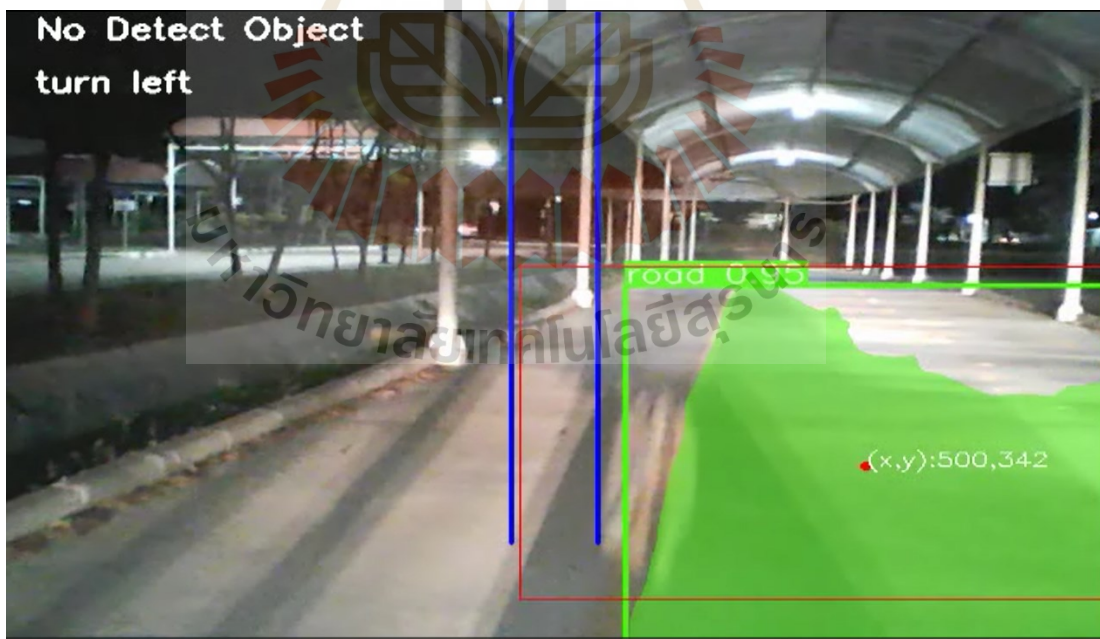 No Detect Object
turn left
road 0.95
(x,y):500,342
มหาวิทยาลัยเทคโนโลยีสุรนารี